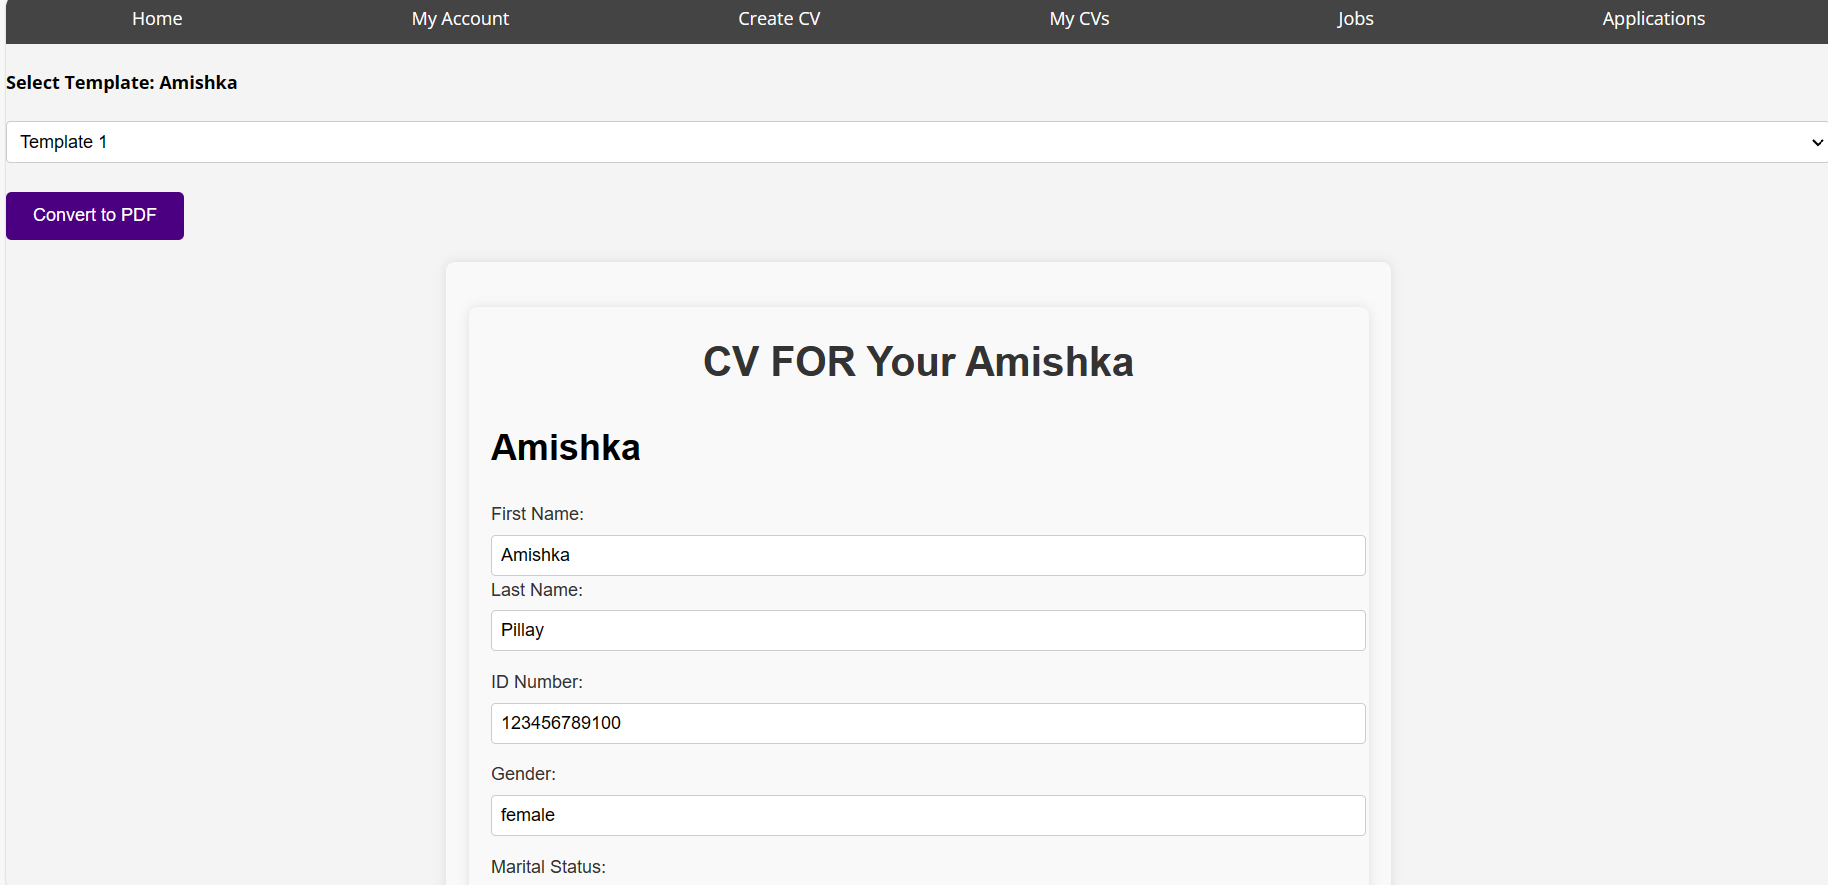 Home My Account Create CV My CVs Jobs Applications
Select Template: Amishka
Template 1
Convert to PDF
CV FOR Your Amishka
Amishka
First Name:
Amishka
Last Name:
Pillay
ID Number:
123456789100
Gender:
female
Marital Status: